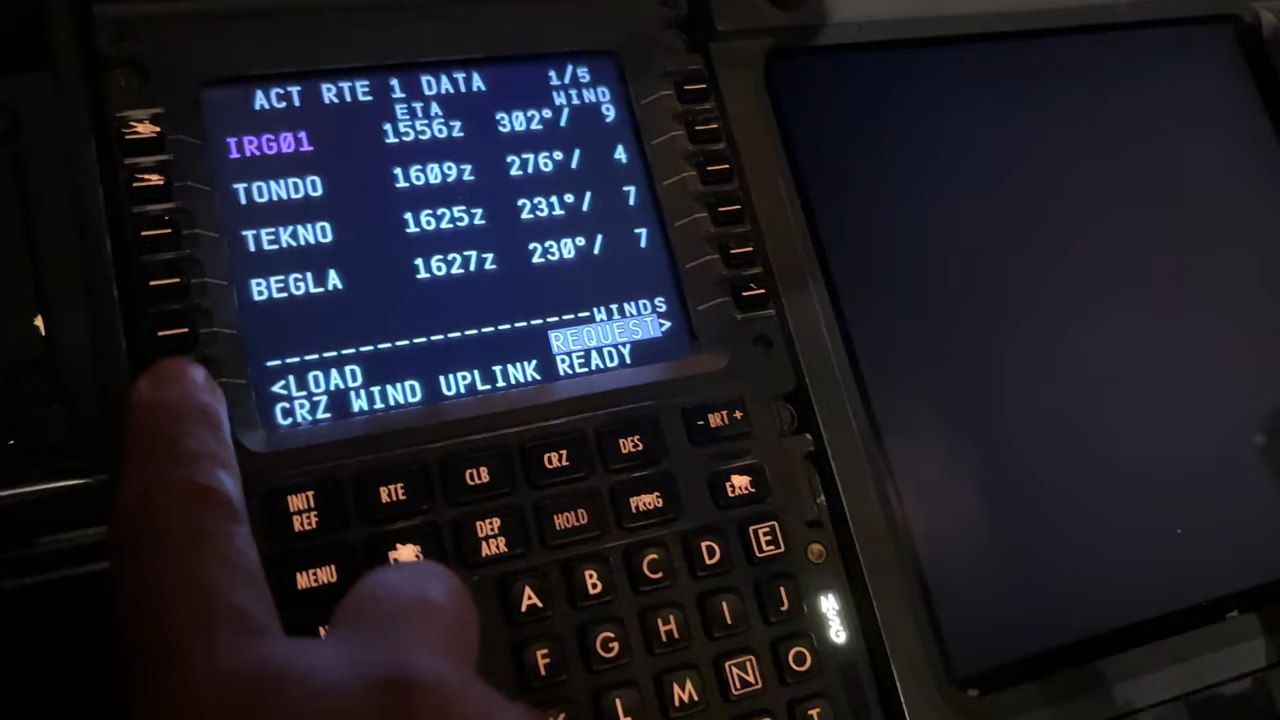 ACT RTE 1 DATA 1/5
ETA WIND
IRG01 1556z 302°/ 9
TONDO 1609z 276°/ 4
TEKNO 1625z 231°/ 7
BEGLA 1627z 230°/ 7
------------------WINDS
<LOAD REQUEST>
CRZ WIND UPLINK READY
INIT REF RTE CLB CRZ DES - BRT +
MENU DEP ARR HOLD PROG EXEC
A B C D E
F G H I J
L M N O
T
MSG